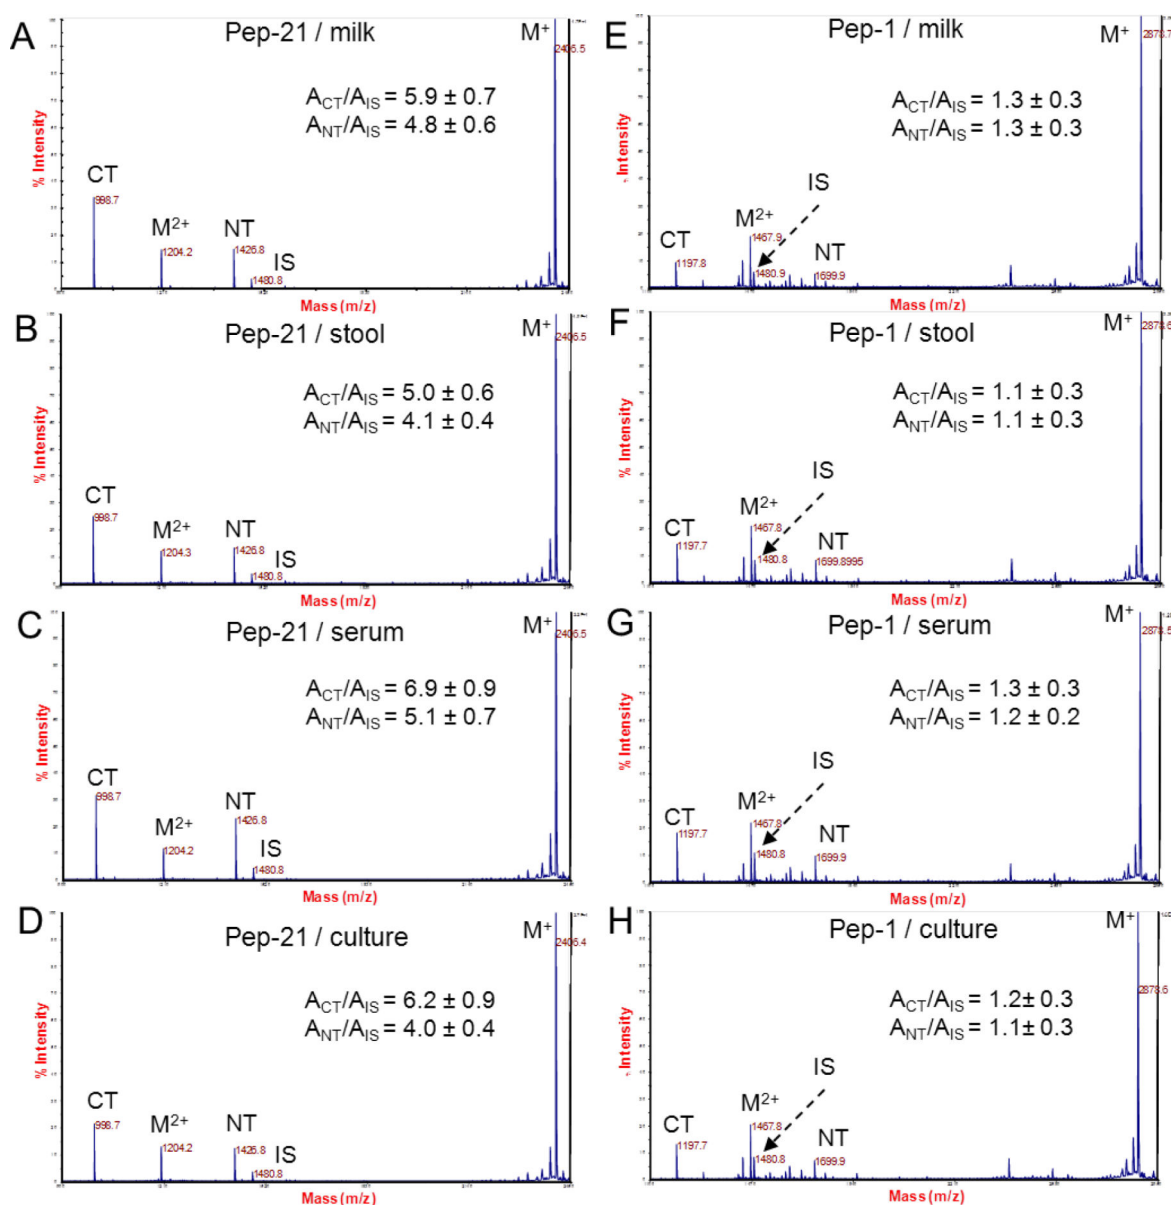 A
Pep-21 / milk
M⁺
2406.5
A_CT/A_IS = 5.9 ± 0.7
A_NT/A_IS = 4.8 ± 0.6
% Intensity
CT
998.7
M²⁺
1204.2
NT
1426.8
IS
1480.8
Mass (m/z)
B
Pep-21 / stool
M⁺
2406.5
A_CT/A_IS = 5.0 ± 0.6
A_NT/A_IS = 4.1 ± 0.4
% Intensity
CT
998.7
M²⁺
1204.3
NT
1426.8
IS
1480.8
Mass (m/z)
C
Pep-21 / serum
M⁺
2406.5
A_CT/A_IS = 6.9 ± 0.9
A_NT/A_IS = 5.1 ± 0.7
% Intensity
CT
998.7
M²⁺
1204.2
NT
1426.8
IS
1480.8
Mass (m/z)
D
Pep-21 / culture
M⁺
2406.4
A_CT/A_IS = 6.2 ± 0.9
A_NT/A_IS = 4.0 ± 0.4
% Intensity
CT
998.7
M²⁺
1204.2
NT
1426.8
IS
1480.8
Mass (m/z)
E
Pep-1 / milk
M⁺
2878.7
A_CT/A_IS = 1.3 ± 0.3
A_NT/A_IS = 1.3 ± 0.3
Intensity
IS
CT
1197.8
M²⁺
1467.9
1480.9
NT
1699.9
Mass (m/z)
F
Pep-1 / stool
M⁺
2878.6
A_CT/A_IS = 1.1 ± 0.3
A_NT/A_IS = 1.1 ± 0.3
% Intensity
IS
CT
1197.7
M²⁺
1467.8
1480.8
NT
1699.8995
Mass (m/z)
G
Pep-1 / serum
M⁺
2878.5
A_CT/A_IS = 1.3 ± 0.3
A_NT/A_IS = 1.2 ± 0.2
% Intensity
IS
CT
1197.7
M²⁺
1467.8
1480.8
NT
1699.9
Mass (m/z)
H
Pep-1 / culture
M⁺
2878.6
A_CT/A_IS = 1.2± 0.3
A_NT/A_IS = 1.1± 0.3
Intensity
IS
CT
1197.7
M²⁺
1467.8
1480.8
NT
1699.9
Mass (m/z)